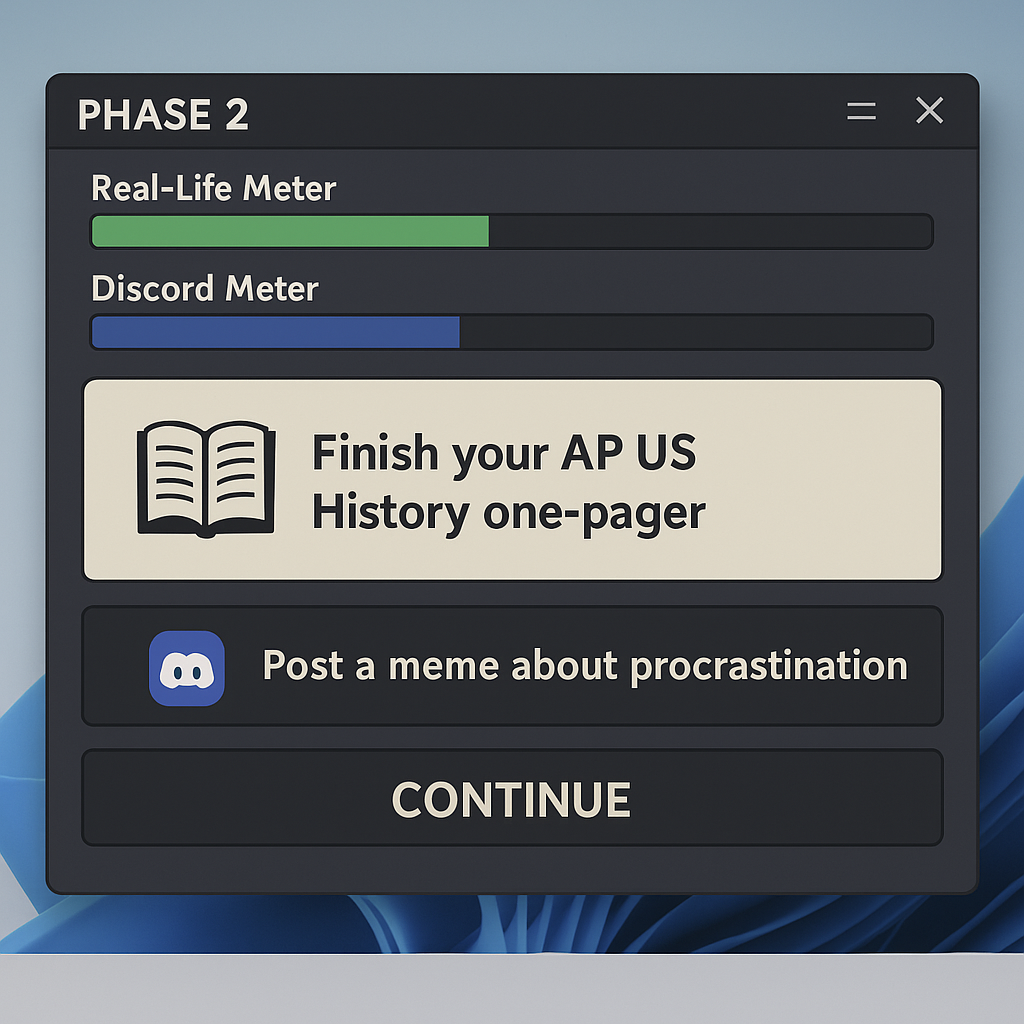 PHASE 2
Real-Life Meter
Discord Meter
Finish your AP US
History one-pager
Post a meme about procrastination
CONTINUE